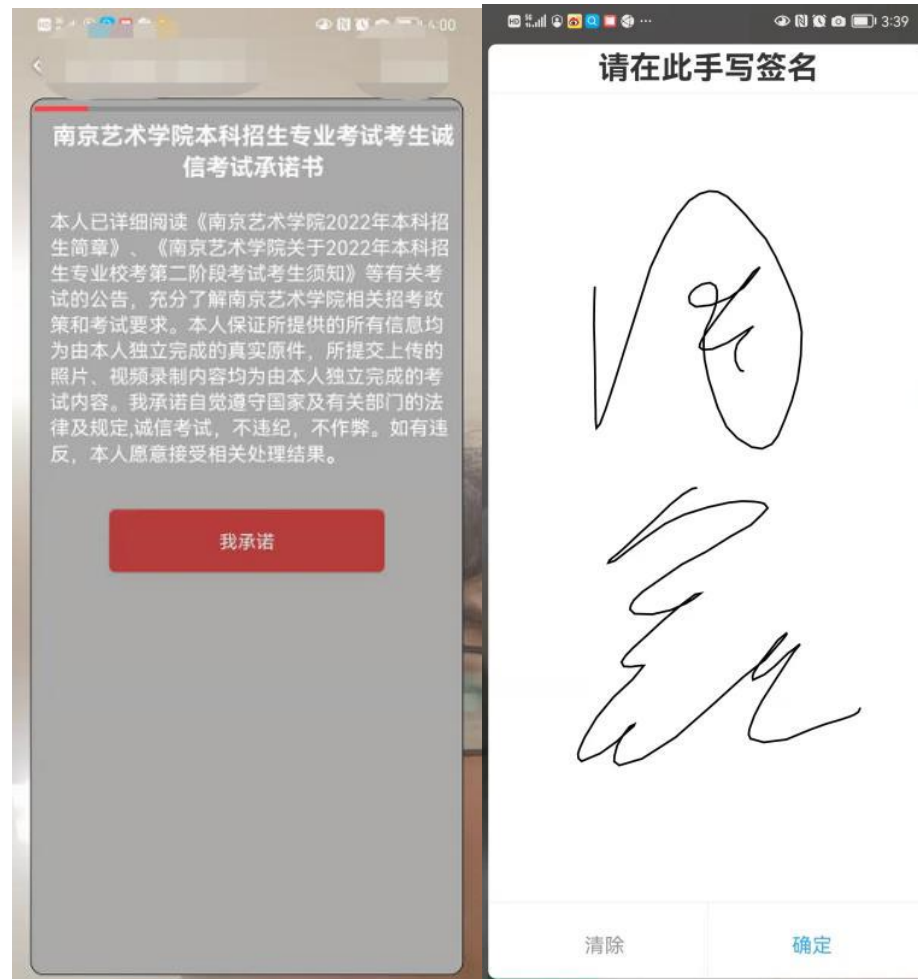 4:00
南京艺术学院本科招生专业考试考生诚
信考试承诺书
本人已详细阅读《南京艺术学院2022年本科招
生简章》、《南京艺术学院关于2022年本科招
生专业校考第二阶段考试考生须知》等有关考
试的公告，充分了解南京艺术学院相关招考政
策和考试要求。本人保证所提供的所有信息均
为由本人独立完成的真实原件，所提交上传的
照片、视频录制内容均为由本人独立完成的考
试内容。我承诺自觉遵守国家及有关部门的法
律及规定,诚信考试，不违纪，不作弊。如有违
反，本人愿意接受相关处理结果。
我承诺
3:39
请在此手写签名
清除
确定